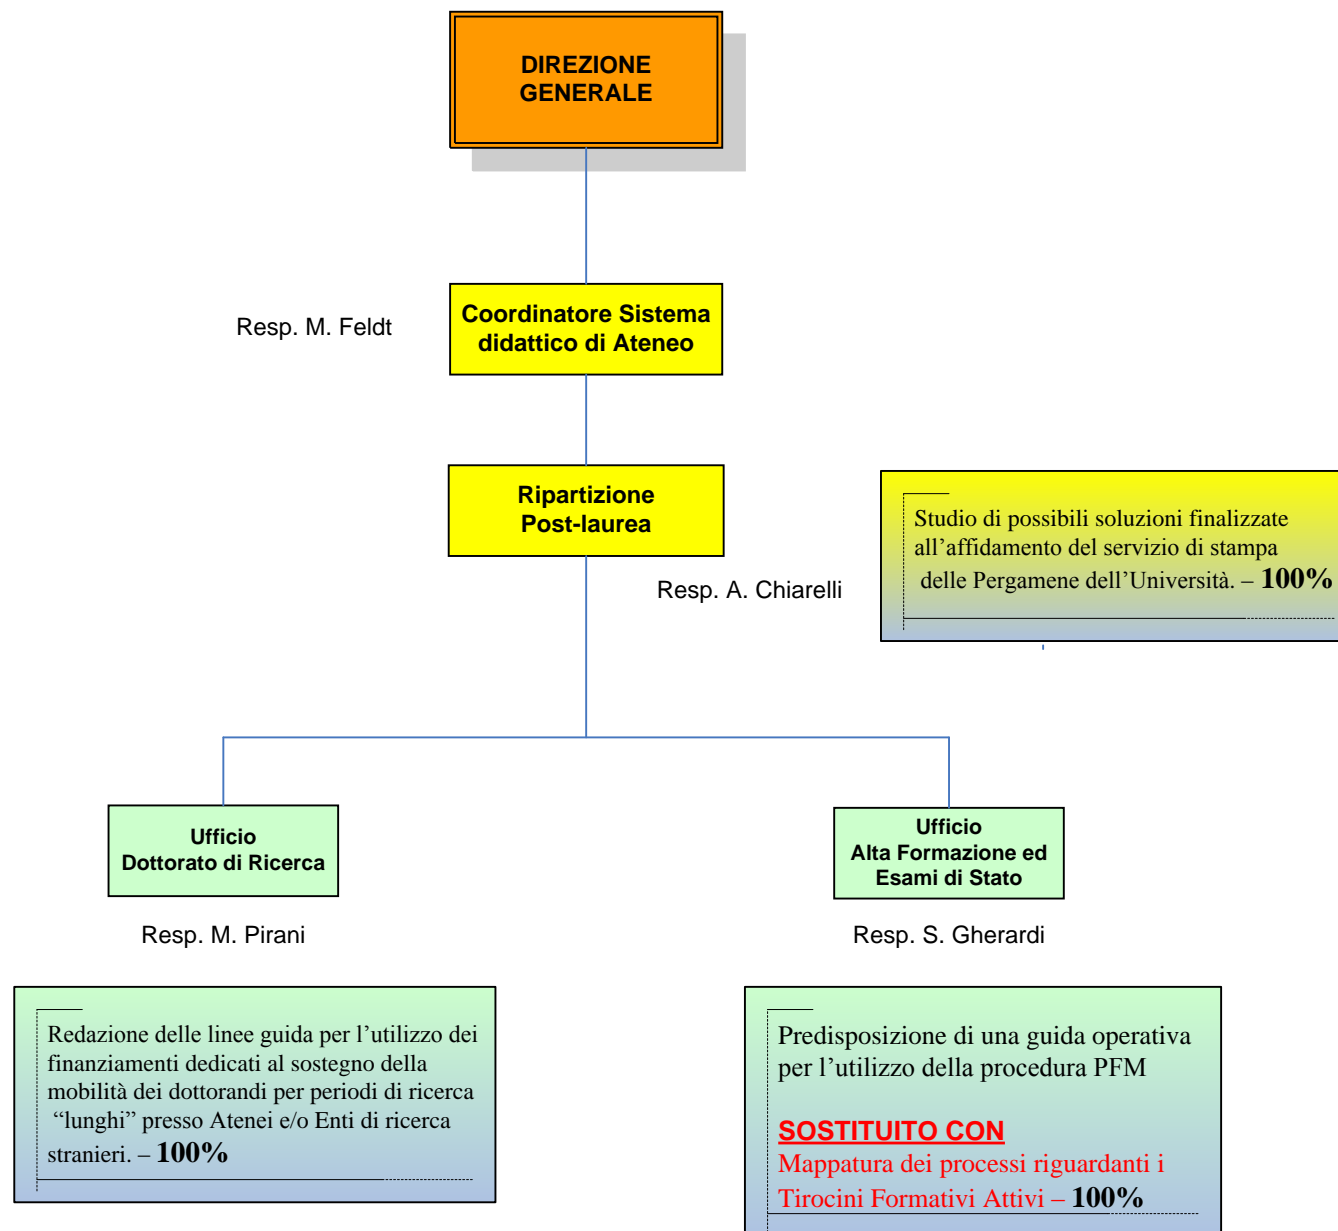 DIREZIONE
GENERALE
Resp. M. Feldt
Coordinatore Sistema
didattico di Ateneo
Ripartizione
Post-laurea
Resp. A. Chiarelli
Studio di possibili soluzioni finalizzate
all’affidamento del servizio di stampa
delle Pergamene dell’Università. – 100%
Ufficio
Dottorato di Ricerca
Resp. M. Pirani
Redazione delle linee guida per l’utilizzo dei
finanziamenti dedicati al sostegno della
mobilità dei dottorandi per periodi di ricerca
“lunghi” presso Atenei e/o Enti di ricerca
stranieri. – 100%
Ufficio
Alta Formazione ed
Esami di Stato
Resp. S. Gherardi
Predisposizione di una guida operativa
per l’utilizzo della procedura PFM
SOSTITUITO CON
Mappatura dei processi riguardanti i
Tirocini Formativi Attivi – 100%